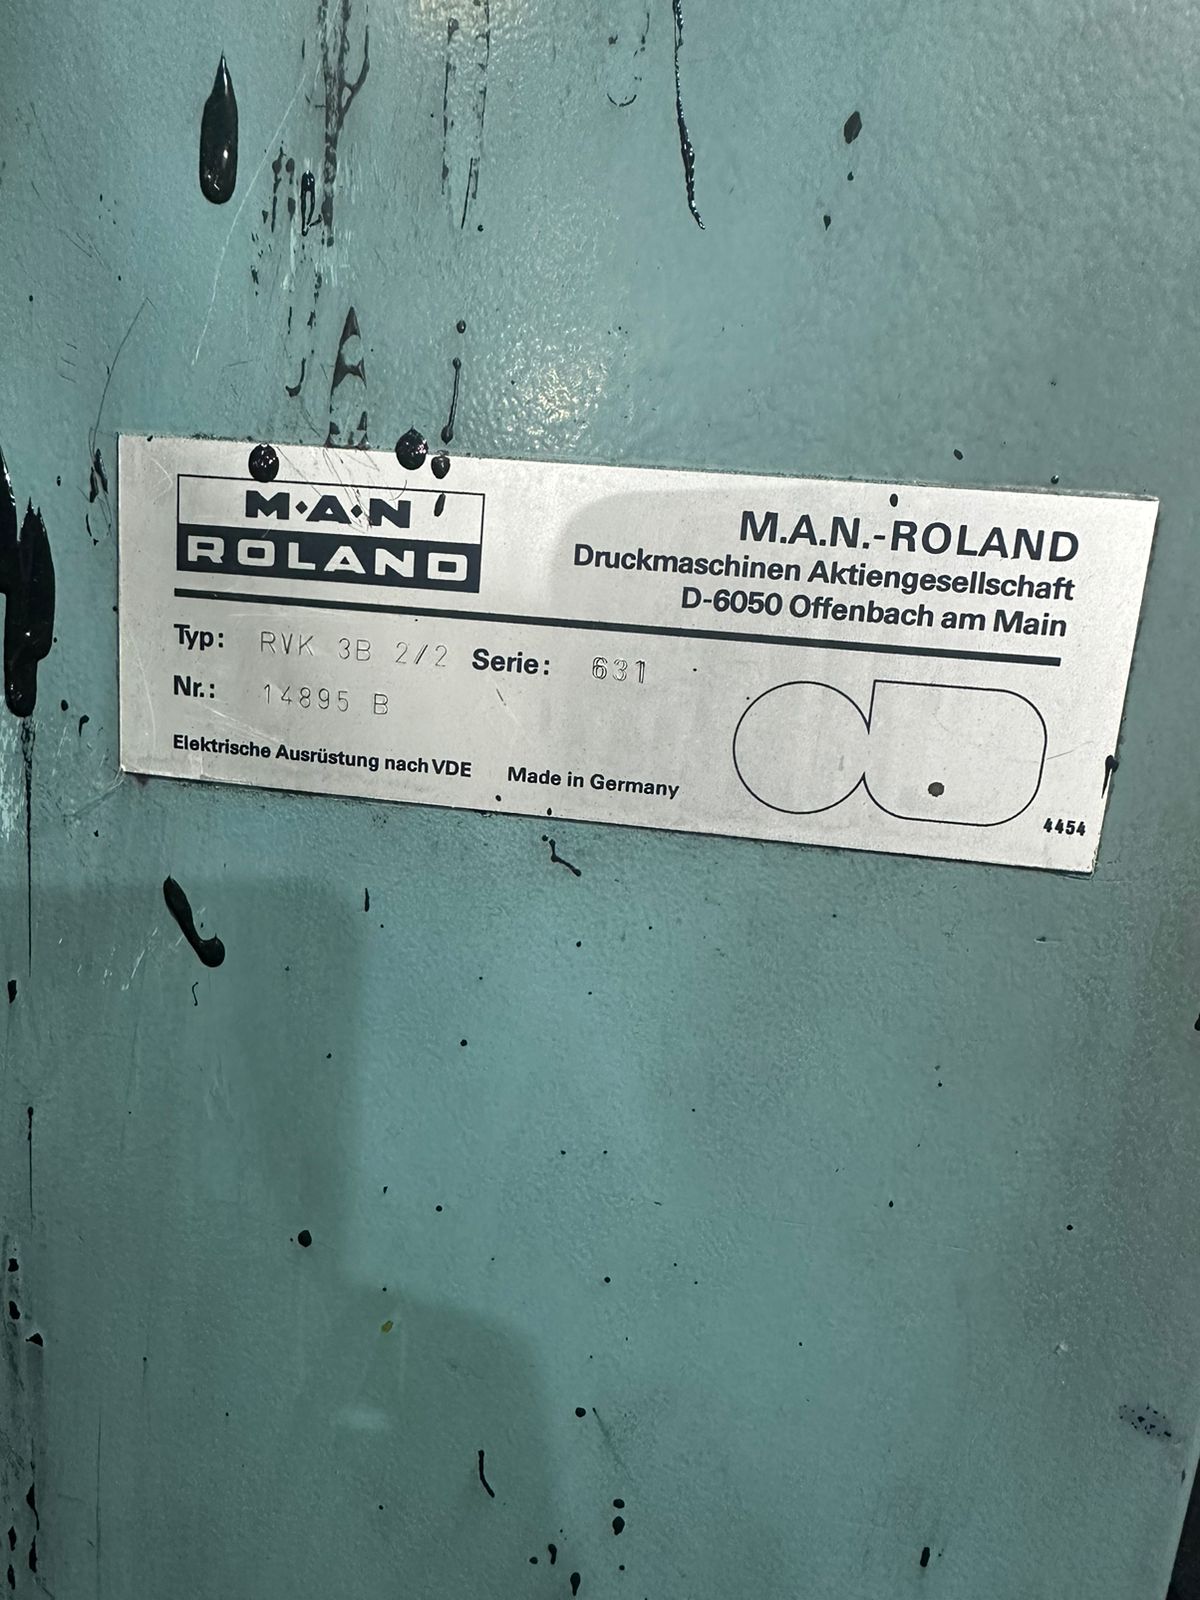 M·A·N
ROLAND
M.A.N.-ROLAND
Druckmaschinen Aktiengesellschaft
D-6050 Offenbach am Main
Typ: RVK 3B 2/2 Serie: 631
Nr.: 14895 B
Elektrische Ausrüstung nach VDE Made in Germany
4454